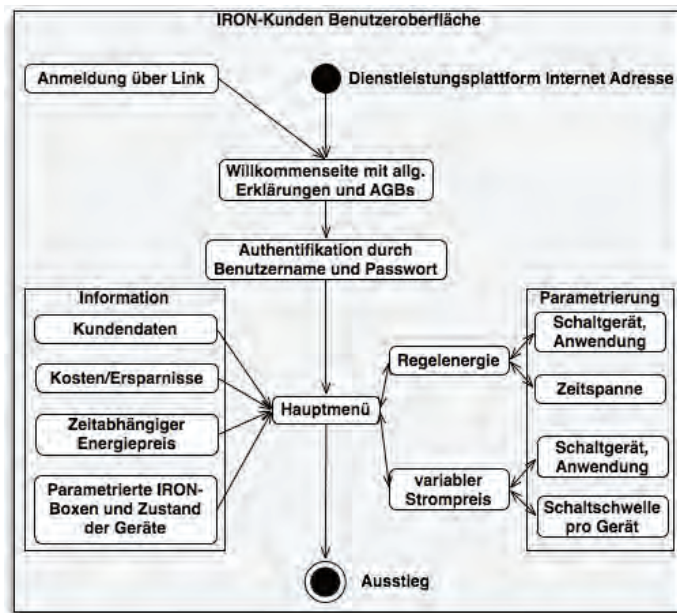 IRON-Kunden Benutzeroberfläche
Anmeldung über Link
Dienstleistungsplattform Internet Adresse
Willkommenseite mit allg.
Erklärungen und AGBs
Authentifikation durch
Benutzername und Passwort
Information
Kundendaten
Kosten/Ersparnisse
Zeitabhängiger
Energiepreis
Parametrierte IRON-
Boxen und Zustand
der Geräte
Hauptmenü
Regelenergie
variabler
Strompreis
Parametrierung
Schaltgerät,
Anwendung
Zeitspanne
Schaltgerät,
Anwendung
Schaltschwelle
pro Gerät
Ausstieg